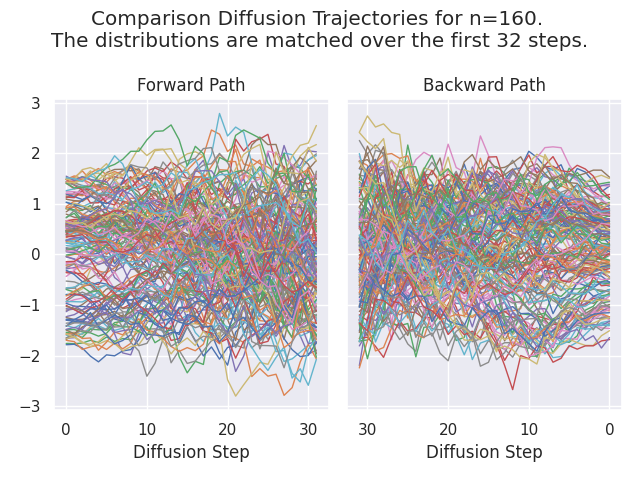 Comparison Diffusion Trajectories for n=160.
The distributions are matched over the first 32 steps.
Forward Path
Backward Path
3
2
1
0
−1
−2
−3
0 10 20 30
30 20 10 0
Diffusion Step
Diffusion Step